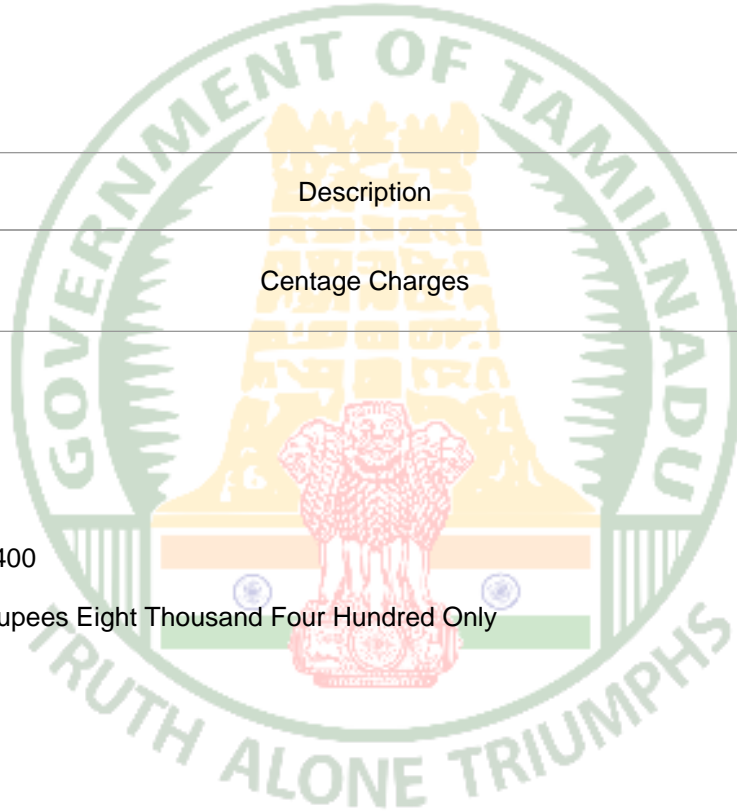 GOVERNMENT OF TAMILNADU
Description
Centage Charges
400
upees Eight Thousand Four Hundred Only
TRUTH ALONE TRIUMPHS